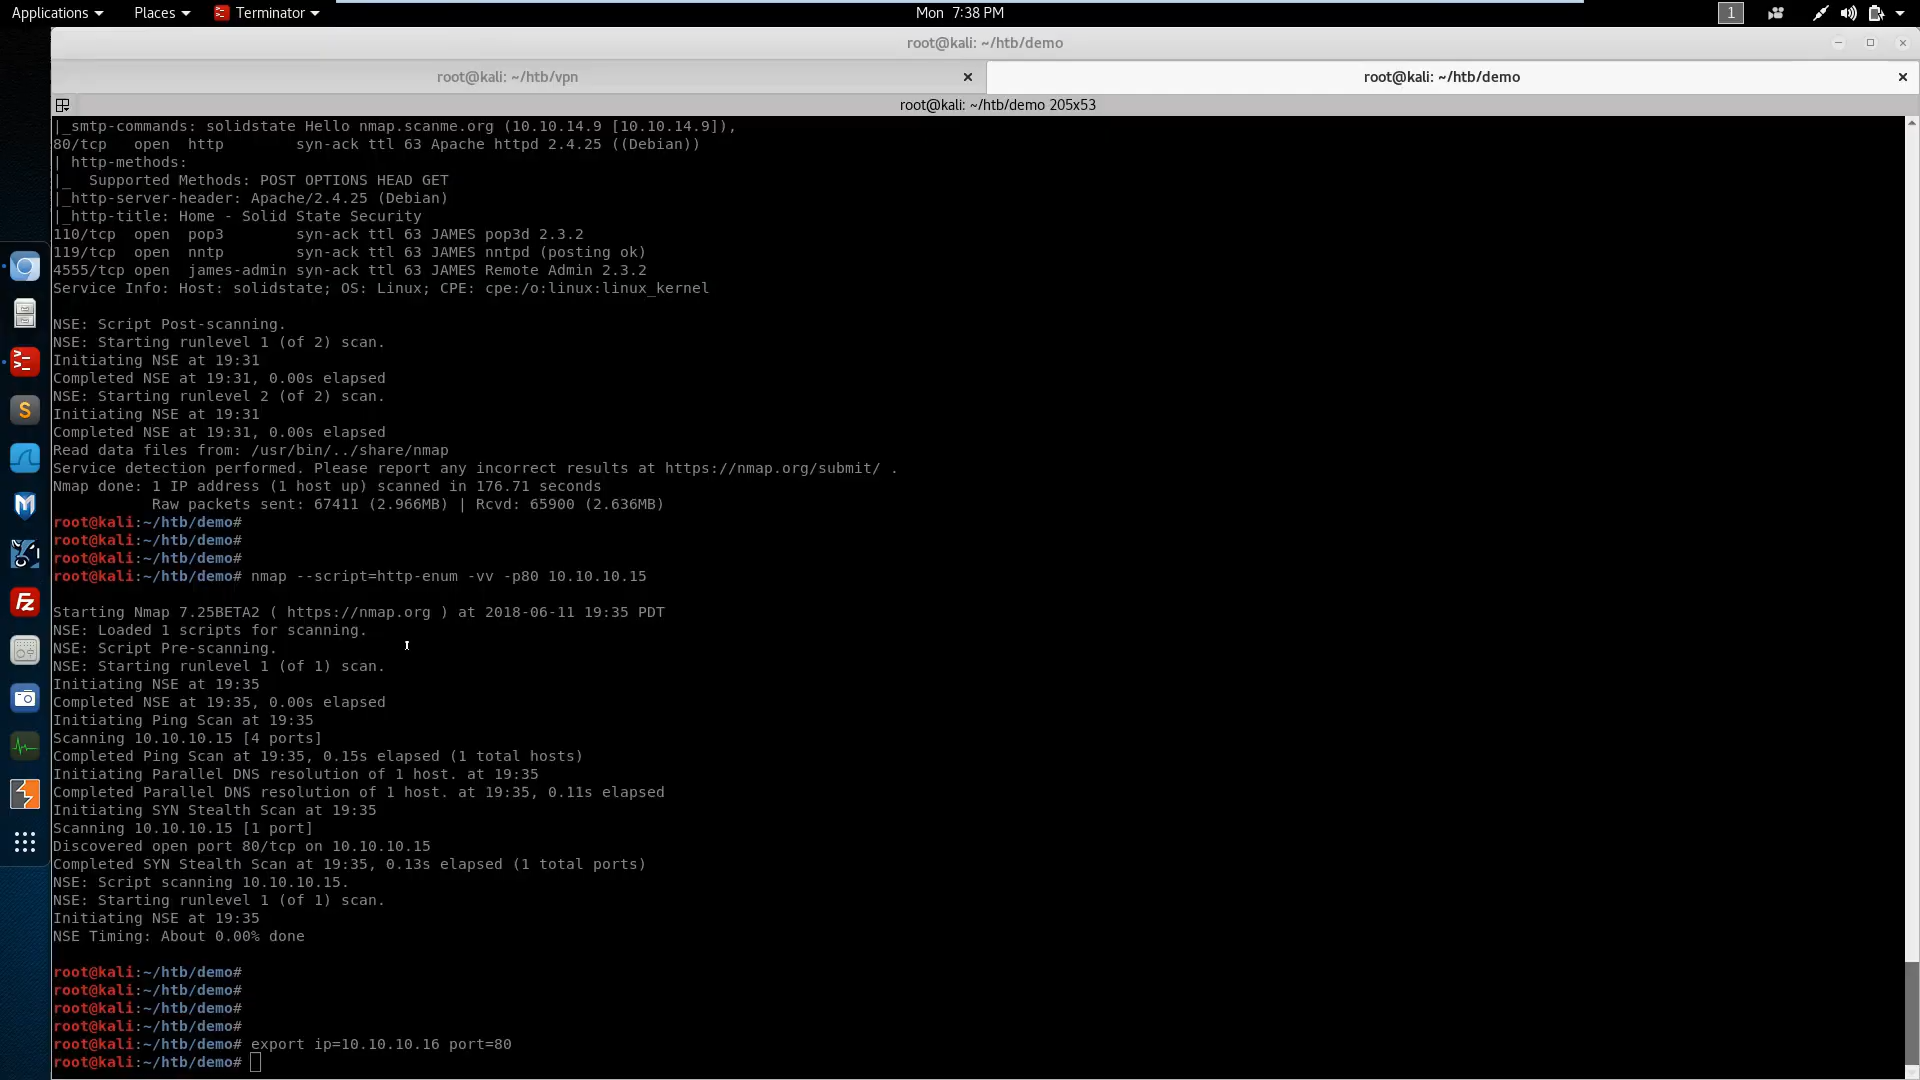 Applications Places Terminator Mon 7:38 PM 1
root@kali: ~/htb/demo
root@kali: ~/htb/vpn root@kali: ~/htb/demo
root@kali: ~/htb/demo 205x53
|_smtp-commands: solidstate Hello nmap.scanme.org (10.10.14.9 [10.10.14.9]),
80/tcp   open  http        syn-ack ttl 63 Apache httpd 2.4.25 ((Debian))
| http-methods:
|_  Supported Methods: POST OPTIONS HEAD GET
|_http-server-header: Apache/2.4.25 (Debian)
|_http-title: Home - Solid State Security
110/tcp  open  pop3        syn-ack ttl 63 JAMES pop3d 2.3.2
119/tcp  open  nntp        syn-ack ttl 63 JAMES nntpd (posting ok)
4555/tcp open  james-admin syn-ack ttl 63 JAMES Remote Admin 2.3.2
Service Info: Host: solidstate; OS: Linux; CPE: cpe:/o:linux:linux_kernel
NSE: Script Post-scanning.
NSE: Starting runlevel 1 (of 2) scan.
Initiating NSE at 19:31
Completed NSE at 19:31, 0.00s elapsed
NSE: Starting runlevel 2 (of 2) scan.
Initiating NSE at 19:31
Completed NSE at 19:31, 0.00s elapsed
Read data files from: /usr/bin/../share/nmap
Service detection performed. Please report any incorrect results at https://nmap.org/submit/ .
Nmap done: 1 IP address (1 host up) scanned in 176.71 seconds
Raw packets sent: 67411 (2.966MB) | Rcvd: 65900 (2.636MB)
root@kali:~/htb/demo#
root@kali:~/htb/demo#
root@kali:~/htb/demo#
root@kali:~/htb/demo# nmap --script=http-enum -vv -p80 10.10.10.15
Starting Nmap 7.25BETA2 ( https://nmap.org ) at 2018-06-11 19:35 PDT
NSE: Loaded 1 scripts for scanning.
NSE: Script Pre-scanning.
NSE: Starting runlevel 1 (of 1) scan.
Initiating NSE at 19:35
Completed NSE at 19:35, 0.00s elapsed
Initiating Ping Scan at 19:35
Scanning 10.10.10.15 [4 ports]
Completed Ping Scan at 19:35, 0.15s elapsed (1 total hosts)
Initiating Parallel DNS resolution of 1 host. at 19:35
Completed Parallel DNS resolution of 1 host. at 19:35, 0.11s elapsed
Initiating SYN Stealth Scan at 19:35
Scanning 10.10.10.15 [1 port]
Discovered open port 80/tcp on 10.10.10.15
Completed SYN Stealth Scan at 19:35, 0.13s elapsed (1 total ports)
NSE: Script scanning 10.10.10.15.
NSE: Starting runlevel 1 (of 1) scan.
Initiating NSE at 19:35
NSE Timing: About 0.00% done
root@kali:~/htb/demo#
root@kali:~/htb/demo#
root@kali:~/htb/demo#
root@kali:~/htb/demo#
root@kali:~/htb/demo# export ip=10.10.10.16 port=80
root@kali:~/htb/demo#